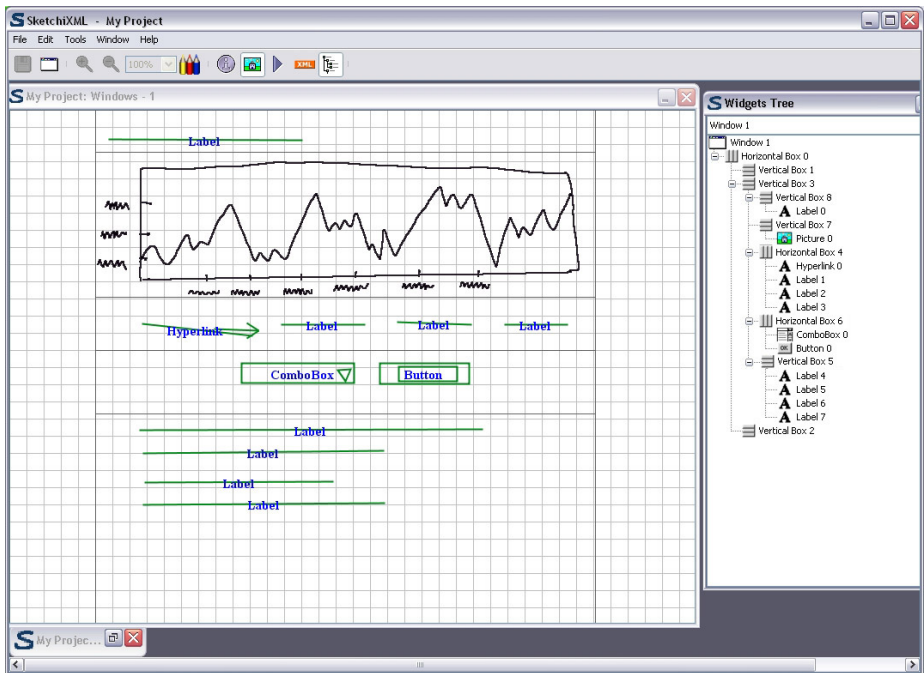 SketchiXML - My Project
File Edit Tools Window Help
100%
XML
My Project: Windows - 1
Label
Hyperlink Label Label Label
ComboBox Button
Label
Label
Label
Label
Widgets Tree
Window 1
Window 1
Horizontal Box 0
Vertical Box 1
Vertical Box 3
Vertical Box 8
Label 0
Vertical Box 7
Picture 0
Horizontal Box 4
Hyperlink 0
Label 1
Label 2
Label 3
Horizontal Box 6
ComboBox 0
Button 0
Vertical Box 5
Label 4
Label 5
Label 6
Label 7
Vertical Box 2
My Projec...